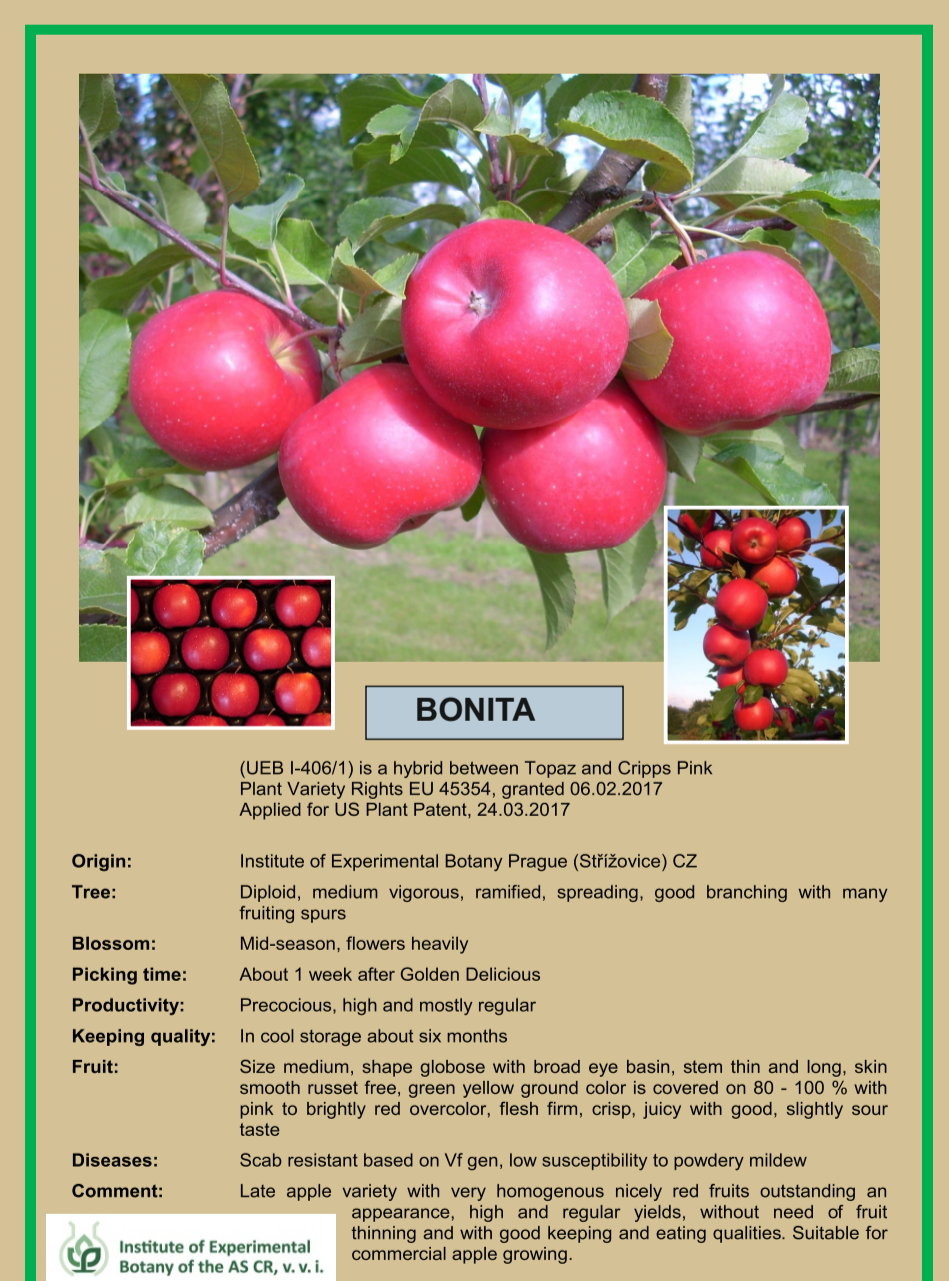 BONITA
(UEB I-406/1) is a hybrid between Topaz and Cripps Pink
Plant Variety Rights EU 45354, granted 06.02.2017
Applied for US Plant Patent, 24.03.2017
Origin: Institute of Experimental Botany Prague (Střížovice) CZ
Tree: Diploid, medium vigorous, ramified, spreading, good branching with many
fruiting spurs
Blossom: Mid-season, flowers heavily
Picking time: About 1 week after Golden Delicious
Productivity: Precocious, high and mostly regular
Keeping quality: In cool storage about six months
Fruit: Size medium, shape globose with broad eye basin, stem thin and long, skin
smooth russet free, green yellow ground color is covered on 80 - 100 % with
pink to brightly red overcolor, flesh firm, crisp, juicy with good, slightly sour
taste
Diseases: Scab resistant based on Vf gen, low susceptibility to powdery mildew
Comment: Late apple variety with very homogenous nicely red fruits outstanding an
appearance, high and regular yields, without need of fruit
thinning and with good keeping and eating qualities. Suitable for
commercial apple growing.
Institute of Experimental
Botany of the AS CR, v. v. i.